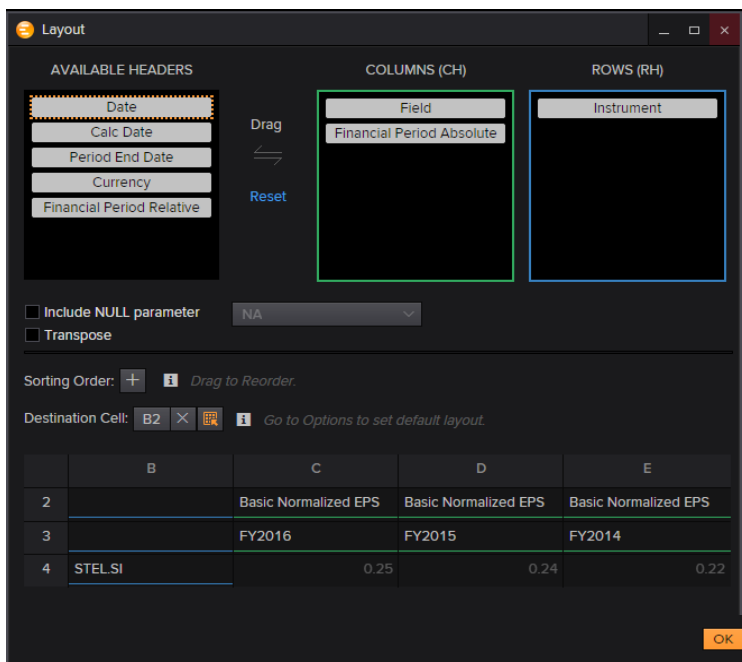 Layout
AVAILABLE HEADERS
COLUMNS (CH)
ROWS (RH)
Date
Calc Date
Period End Date
Currency
Financial Period Relative
Drag
Reset
Field
Financial Period Absolute
Instrument
Include NULL parameter
NA
Transpose
Sorting Order: + i Drag to Reorder.
Destination Cell: B2 i Go to Options to set default layout.
B C D E
2 Basic Normalized EPS Basic Normalized EPS Basic Normalized EPS
3 FY2016 FY2015 FY2014
4 STEL.SI 0.25 0.24 0.22
OK